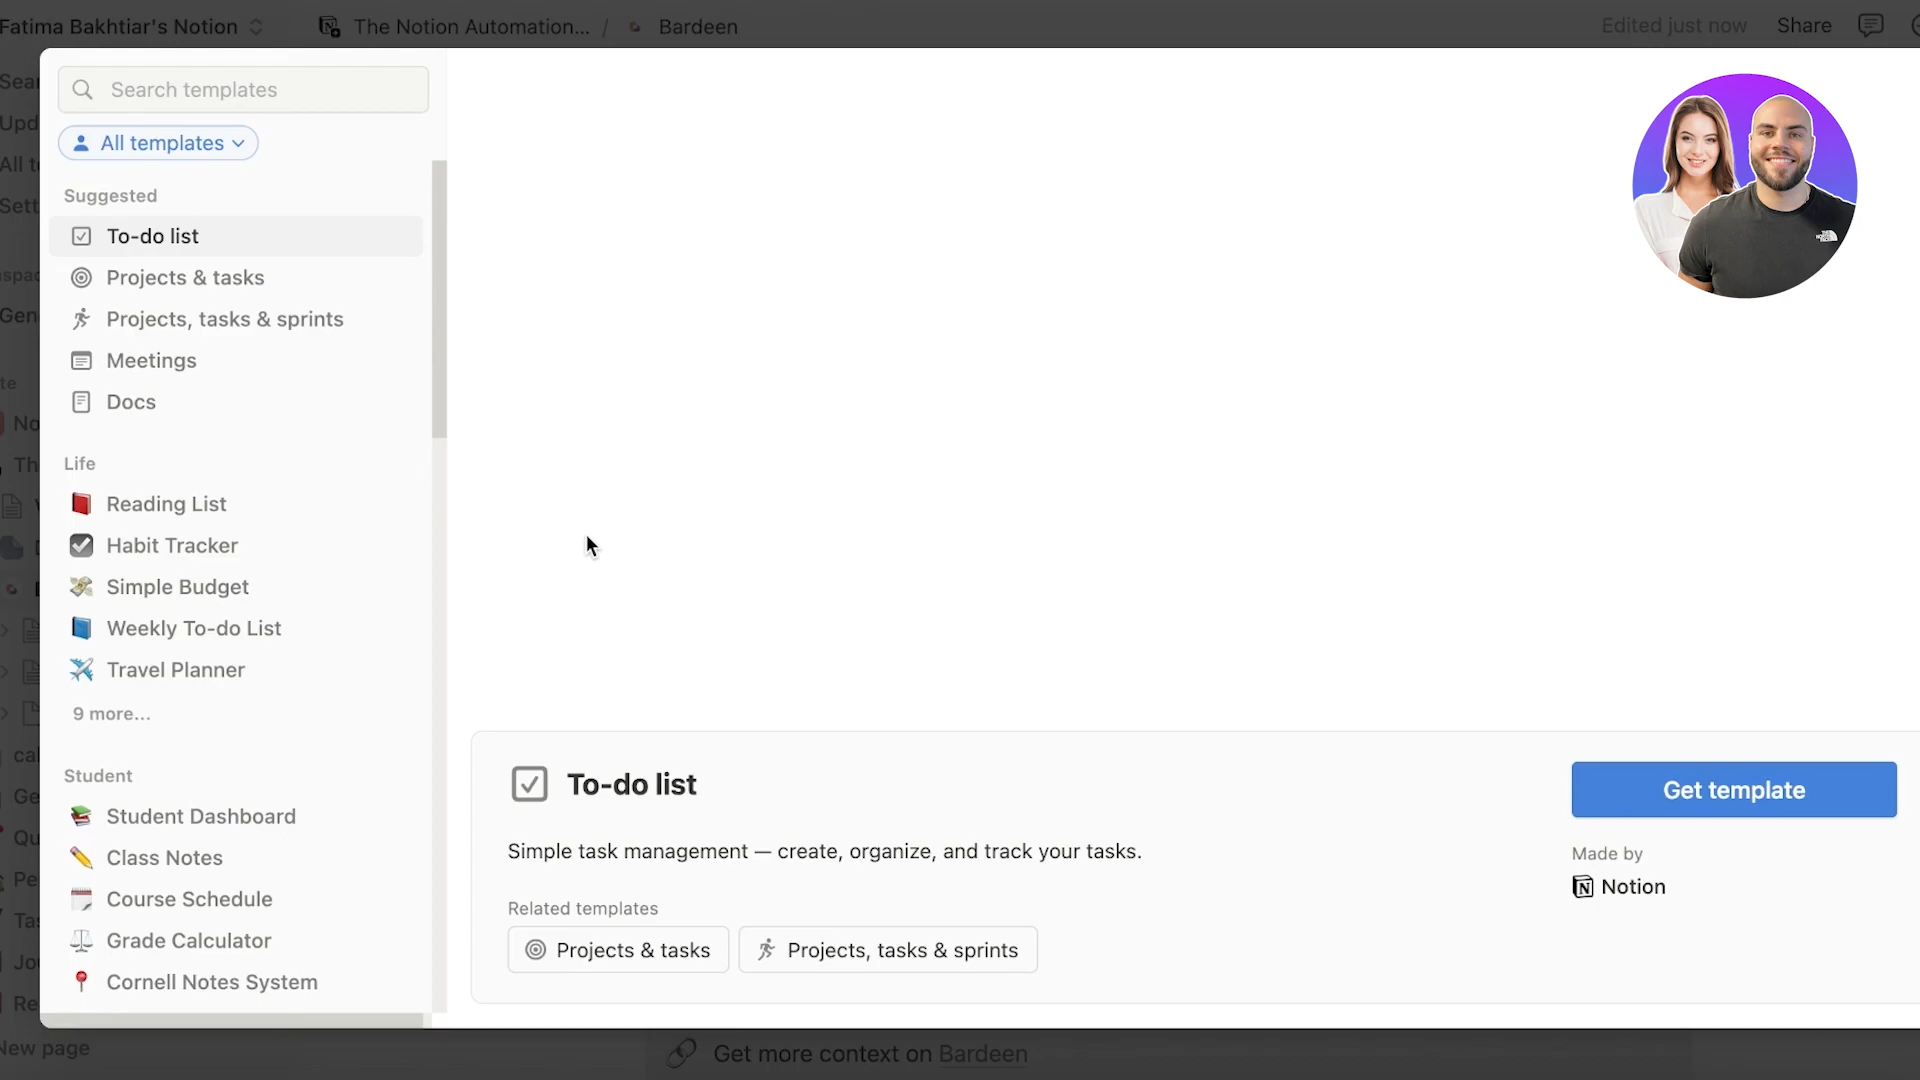 Fatima Bakhtiar's Notion
The Notion Automation... / Bardeen
Edited just now
Share
Search templates
All templates
Suggested
To-do list
Projects & tasks
Projects, tasks & sprints
Meetings
Docs
Life
Reading List
Habit Tracker
Simple Budget
Weekly To-do List
Travel Planner
9 more...
Student
Student Dashboard
Class Notes
Course Schedule
Grade Calculator
Cornell Notes System
To-do list
Simple task management — create, organize, and track your tasks.
Related templates
Projects & tasks
Projects, tasks & sprints
Get template
Made by
Notion
New page
Get more context on Bardeen